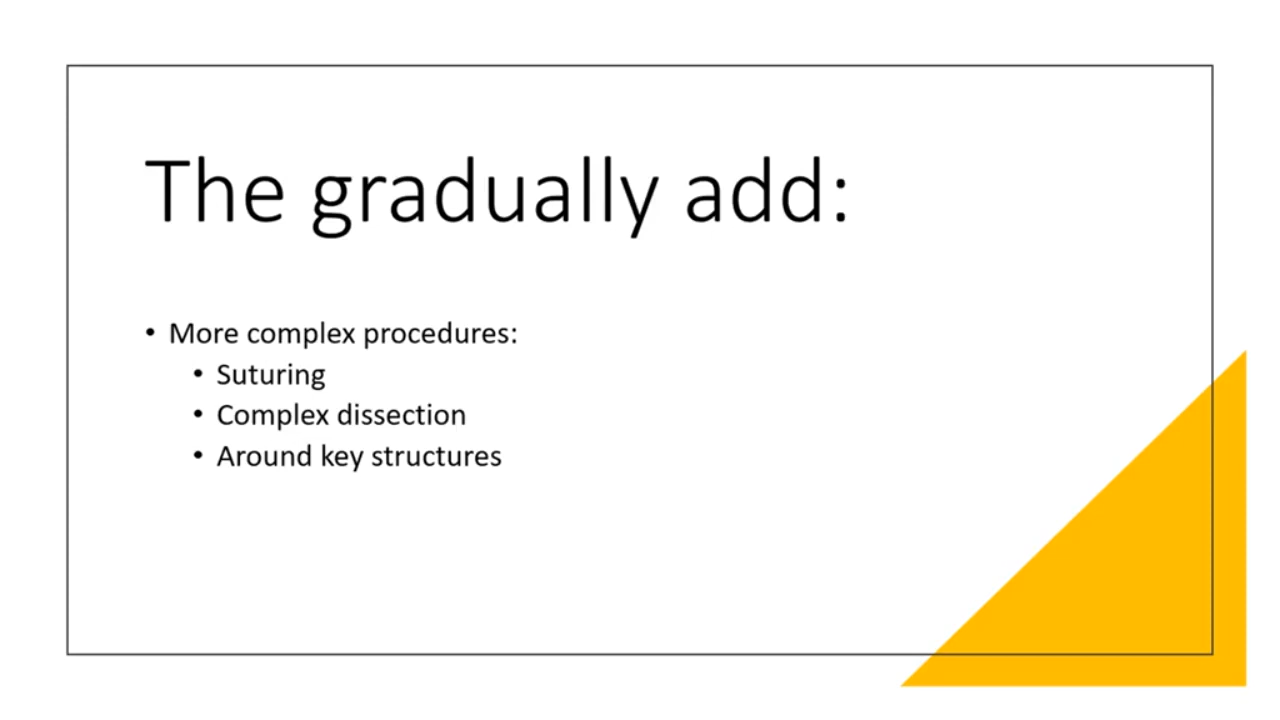 The gradually add:
• More complex procedures:
• Suturing
• Complex dissection
• Around key structures